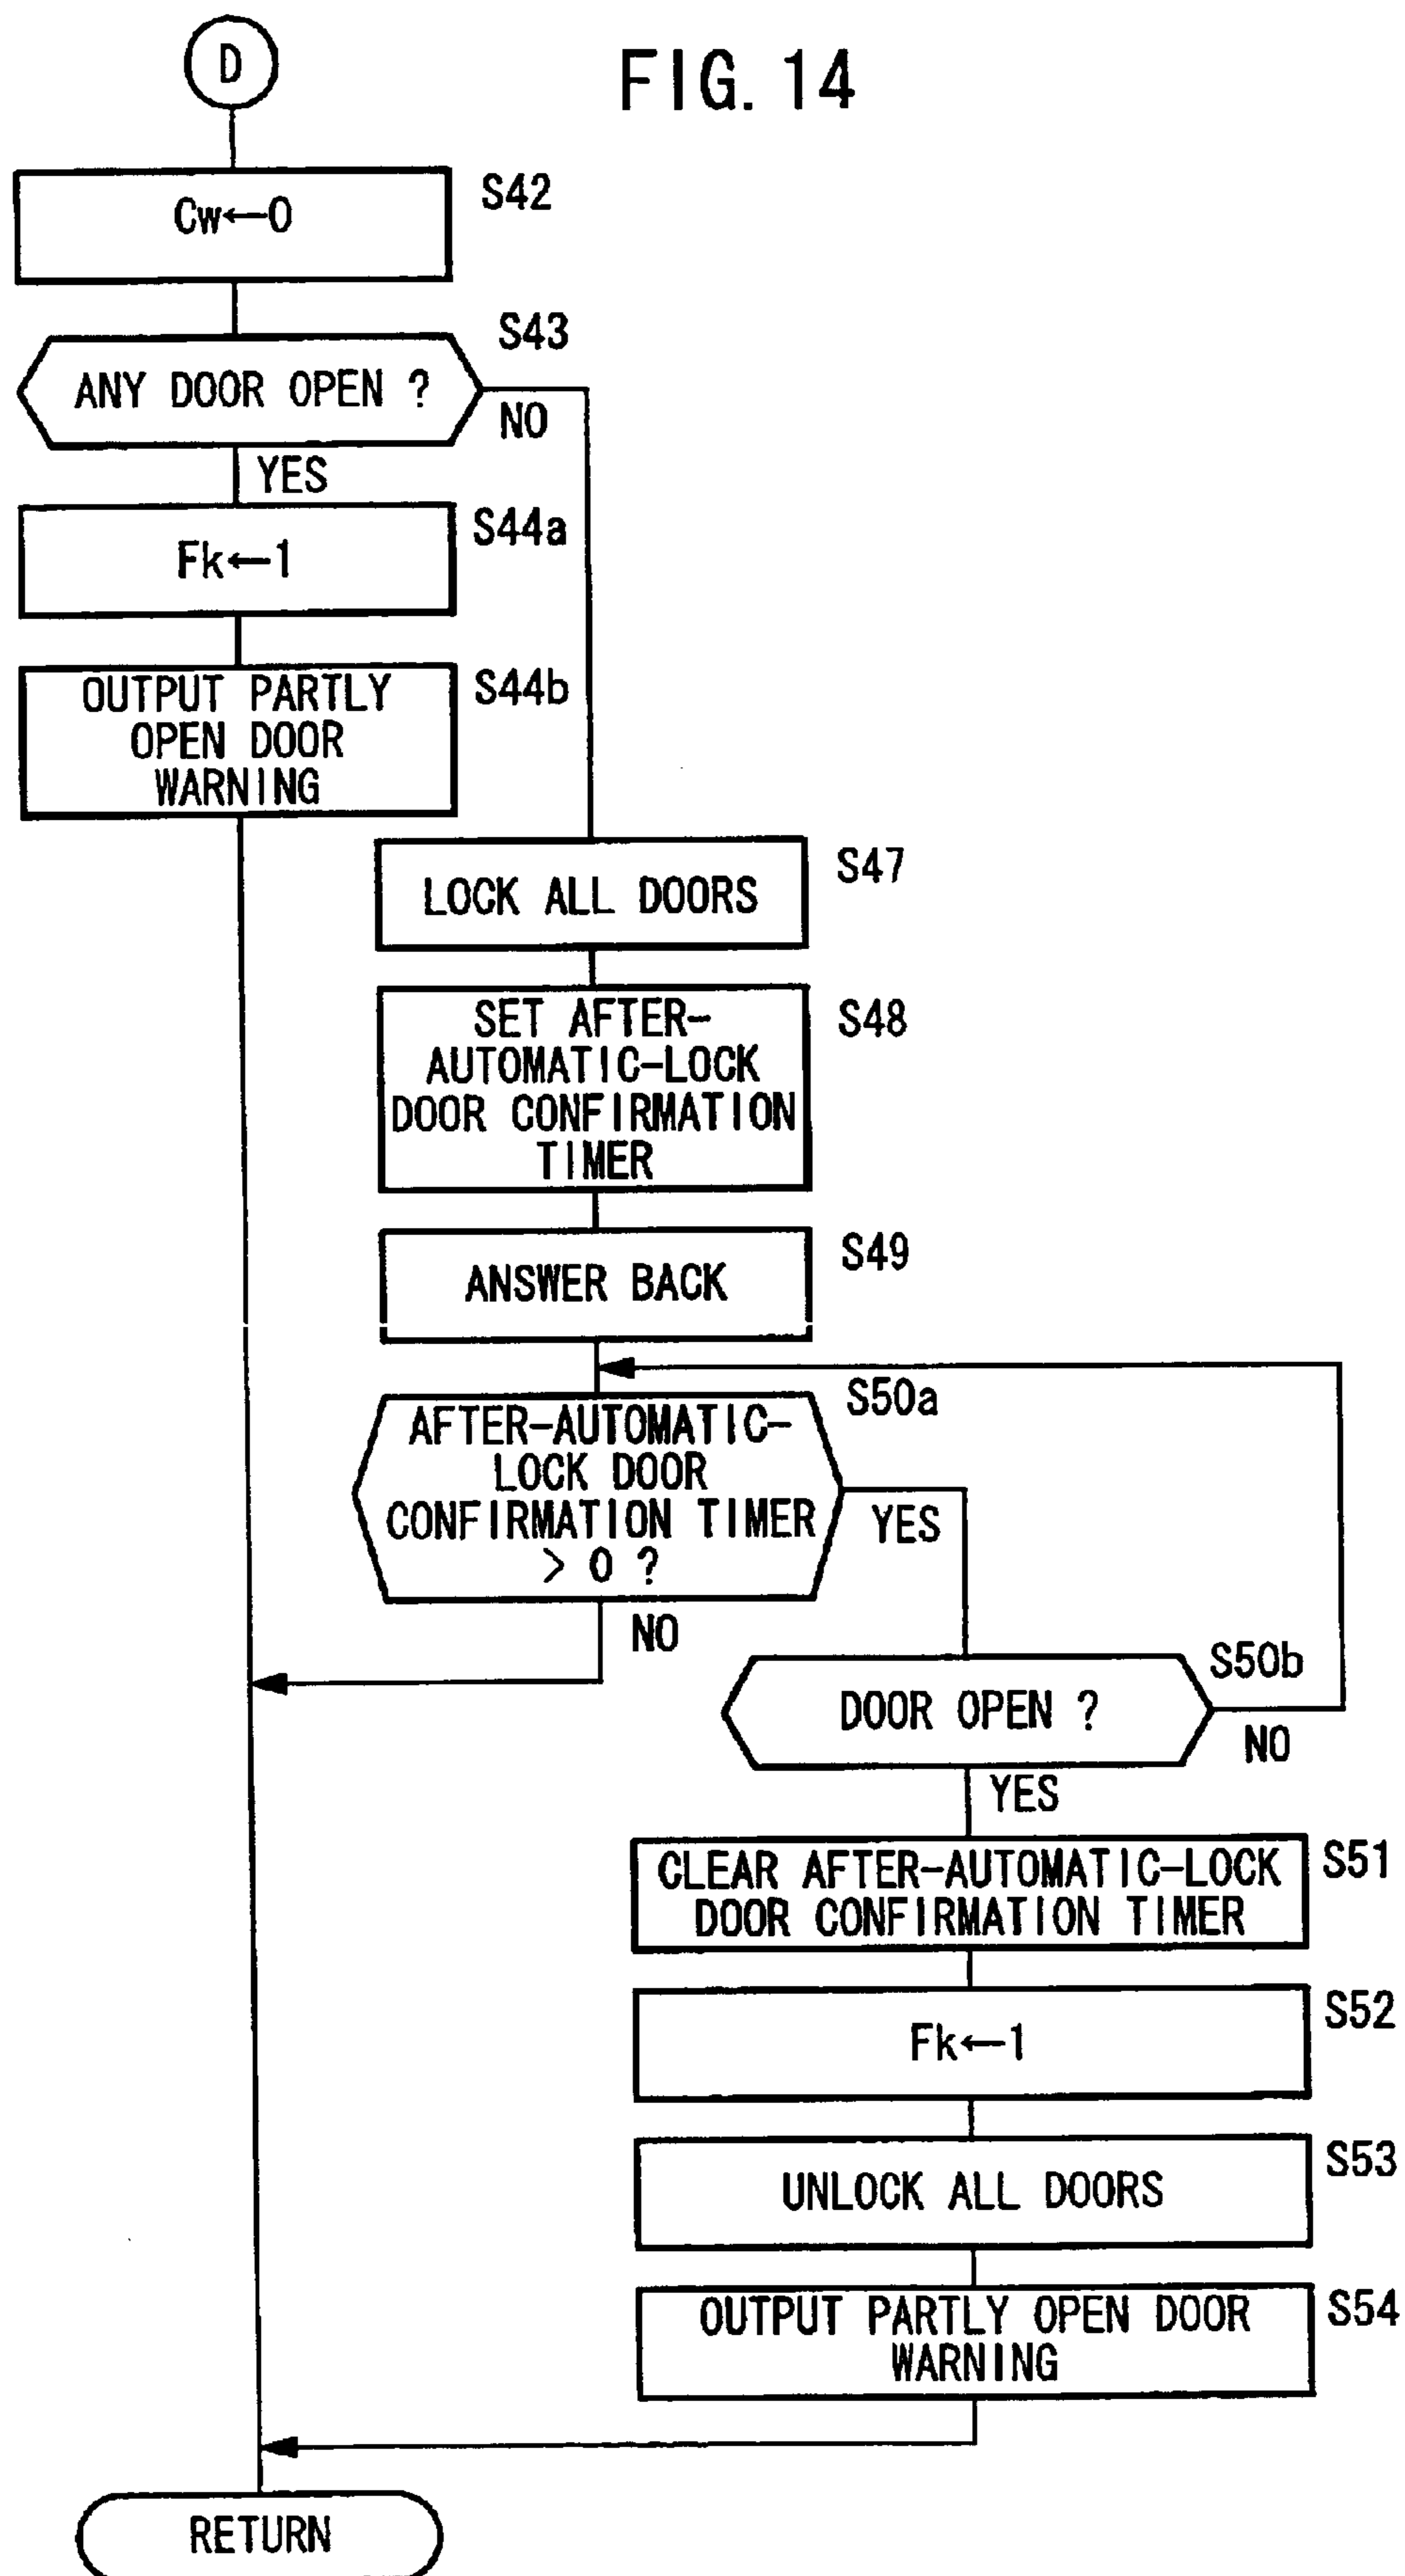 D
FIG. 14
Cw←0
S42
ANY DOOR OPEN ?
S43
NO
YES
Fk←1
S44a
OUTPUT PARTLY
OPEN DOOR
WARNING
S44b
LOCK ALL DOORS
S47
SET AFTER-
AUTOMATIC-LOCK
DOOR CONFIRMATION
TIMER
S48
ANSWER BACK
S49
AFTER-AUTOMATIC-
LOCK DOOR
CONFIRMATION TIMER
> 0 ?
S50a
YES
NO
DOOR OPEN ?
S50b
NO
YES
CLEAR AFTER-AUTOMATIC-LOCK
DOOR CONFIRMATION TIMER
S51
Fk←1
S52
UNLOCK ALL DOORS
S53
OUTPUT PARTLY OPEN DOOR
WARNING
S54
RETURN